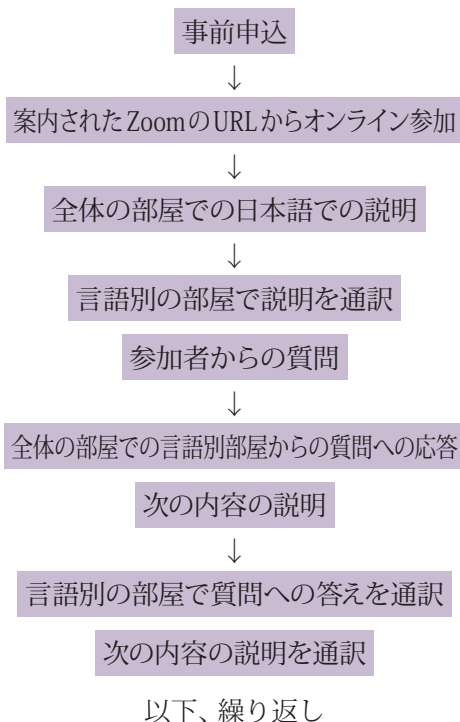 事前申込
↓
案内されたZoomのURLからオンライン参加
↓
全体の部屋での日本語での説明
↓
言語別の部屋で説明を通訳
参加者からの質問
↓
全体の部屋での言語別部屋からの質問への応答
次の内容の説明
↓
言語別の部屋で質問への答えを通訳
次の内容の説明を通訳
以下、繰り返し